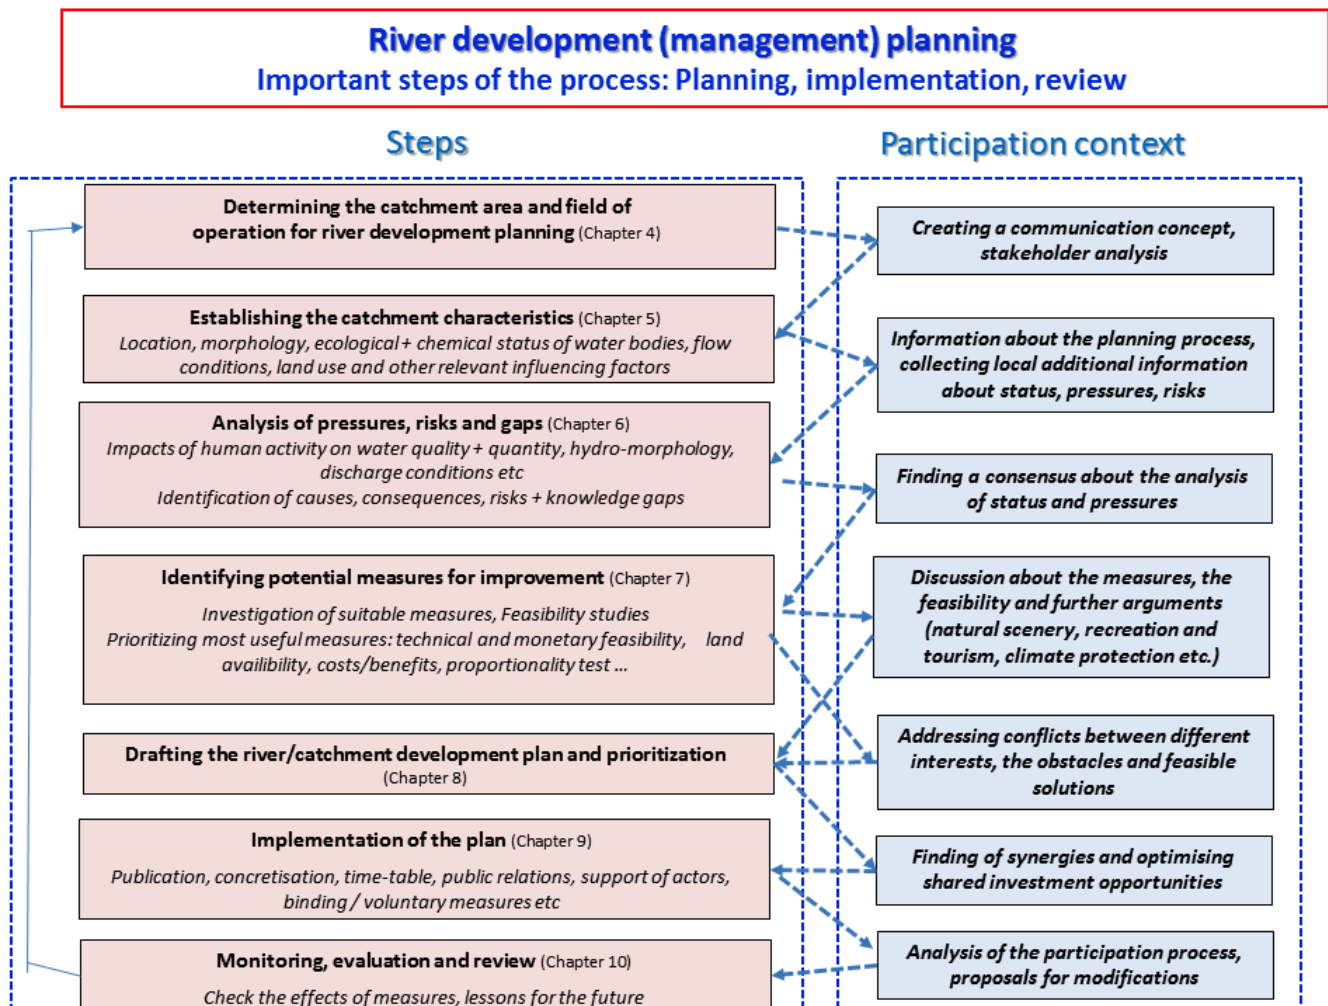 River development (management) planning
Important steps of the process: Planning, implementation, review
Steps
Participation context
Determining the catchment area and field of
operation for river development planning (Chapter 4)
Creating a communication concept,
stakeholder analysis
Establishing the catchment characteristics (Chapter 5)
Location, morphology, ecological + chemical status of water bodies, flow
conditions, land use and other relevant influencing factors
Information about the planning process,
collecting local additional information
about status, pressures, risks
Analysis of pressures, risks and gaps (Chapter 6)
Impacts of human activity on water quality + quantity, hydro-morphology,
discharge conditions etc
Identification of causes, consequences, risks + knowledge gaps
Finding a consensus about the analysis
of status and pressures
Identifying potential measures for improvement (Chapter 7)
Investigation of suitable measures, Feasibility studies
Prioritizing most useful measures: technical and monetary feasibility, land
availibility, costs/benefits, proportionality test ...
Discussion about the measures, the
feasibility and further arguments
(natural scenery, recreation and
tourism, climate protection etc.)
Drafting the river/catchment development plan and prioritization
(Chapter 8)
Addressing conflicts between different
interests, the obstacles and feasible
solutions
Implementation of the plan (Chapter 9)
Publication, concretisation, time-table, public relations, support of actors,
binding / voluntary measures etc
Finding of synergies and optimising
shared investment opportunities
Monitoring, evaluation and review (Chapter 10)
Check the effects of measures, lessons for the future
Analysis of the participation process,
proposals for modifications